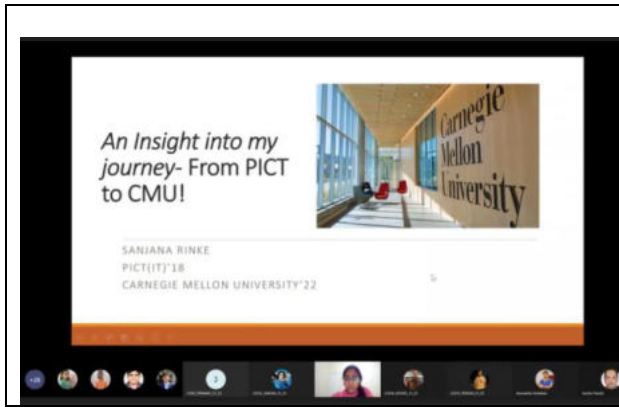 An Insight into my
journey- From PICT
to CMU!
Carnegie
Mellon
University
SANJANA RINKE
PICT(IT)'18
CARNEGIE MELLON UNIVERSITY'22
+28